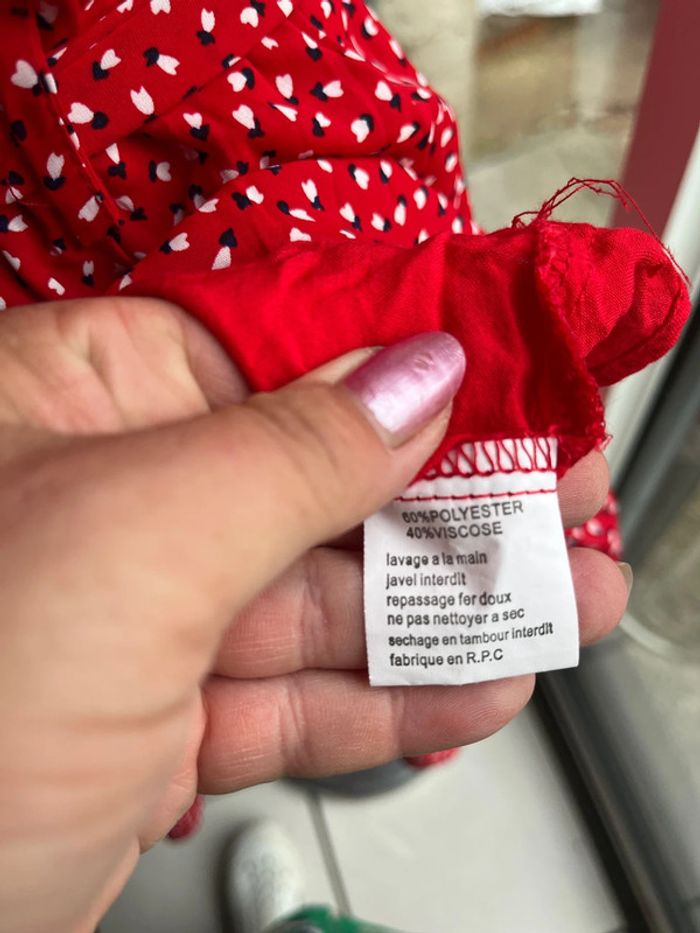 60%POLYESTER
40%VISCOSE
lavage a la main
javel interdit
repassage fer doux
ne pas nettoyer a sec
sechage en tambour interdit
fabrique en R.P.C